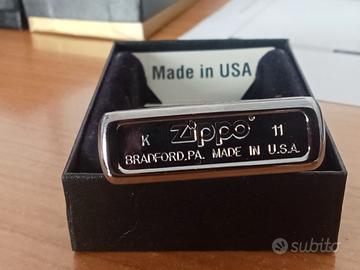 Made in USA
K Zippo® 11
BRADFORD.PA. MADE IN U.S.A.
subito